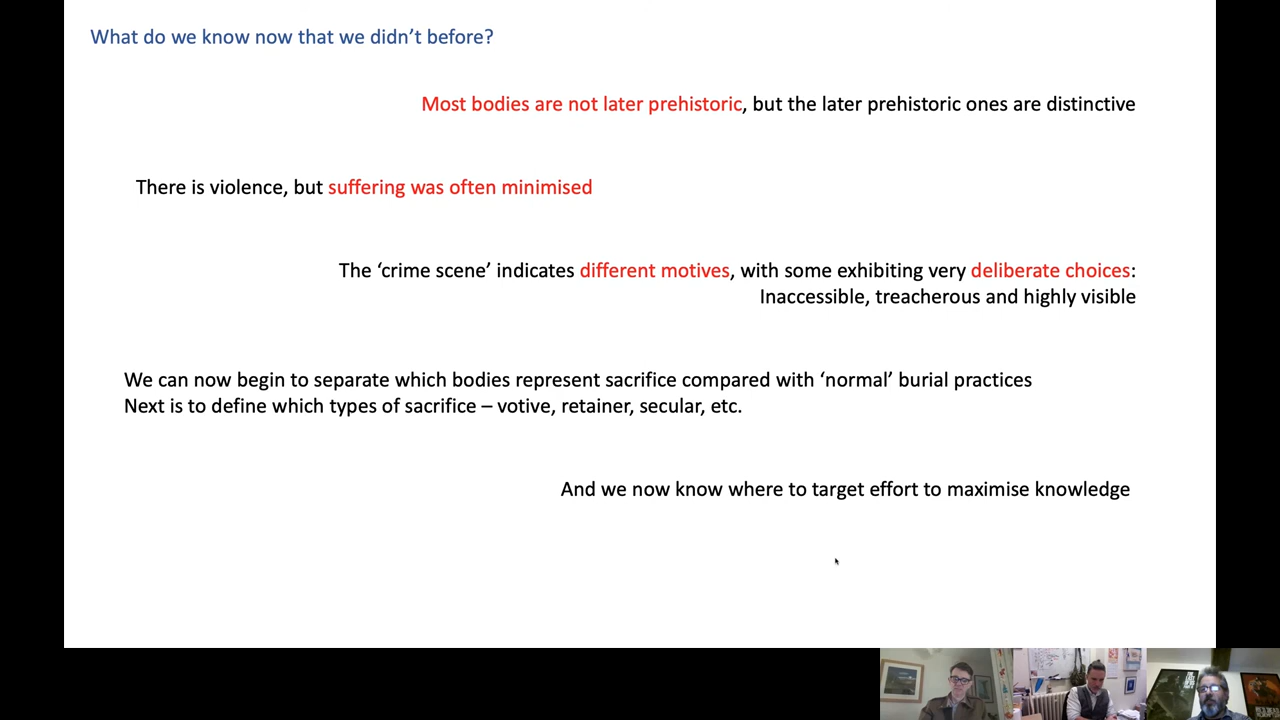 What do we know now that we didn’t before?
Most bodies are not later prehistoric, but the later prehistoric ones are distinctive
There is violence, but suffering was often minimised
The ‘crime scene’ indicates different motives, with some exhibiting very deliberate choices:
Inaccessible, treacherous and highly visible
We can now begin to separate which bodies represent sacrifice compared with ‘normal’ burial practices
Next is to define which types of sacrifice – votive, retainer, secular, etc.
And we now know where to target effort to maximise knowledge